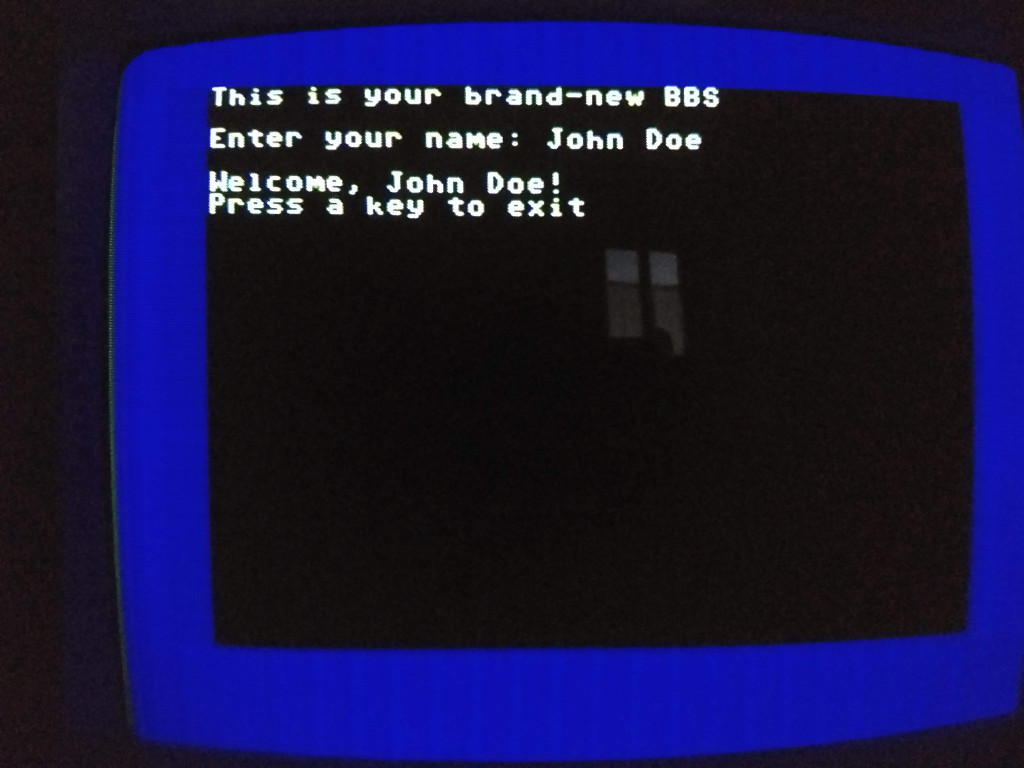 This is your brand-new BBS
Enter your name: John Doe
Welcome, John Doe!
Press a key to exit